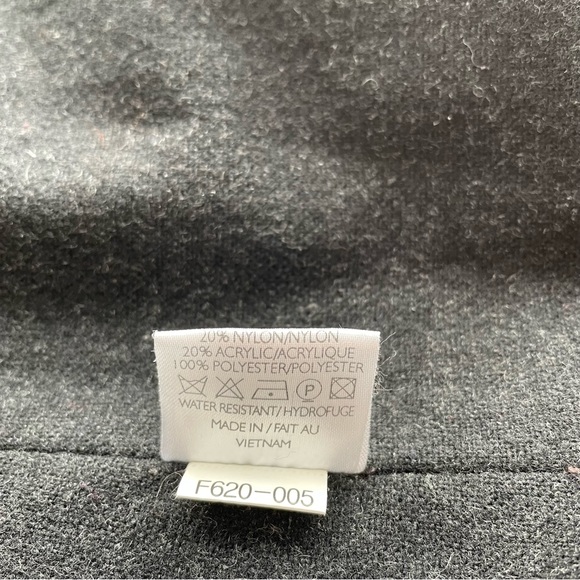 20% NYLON/NYLON
20% ACRYLIC/ACRYLIQUE
100% POLYESTER/POLYESTER
P
WATER RESISTANT/HYDROFUGE
MADE IN / FAIT AU
VIETNAM
F620-005